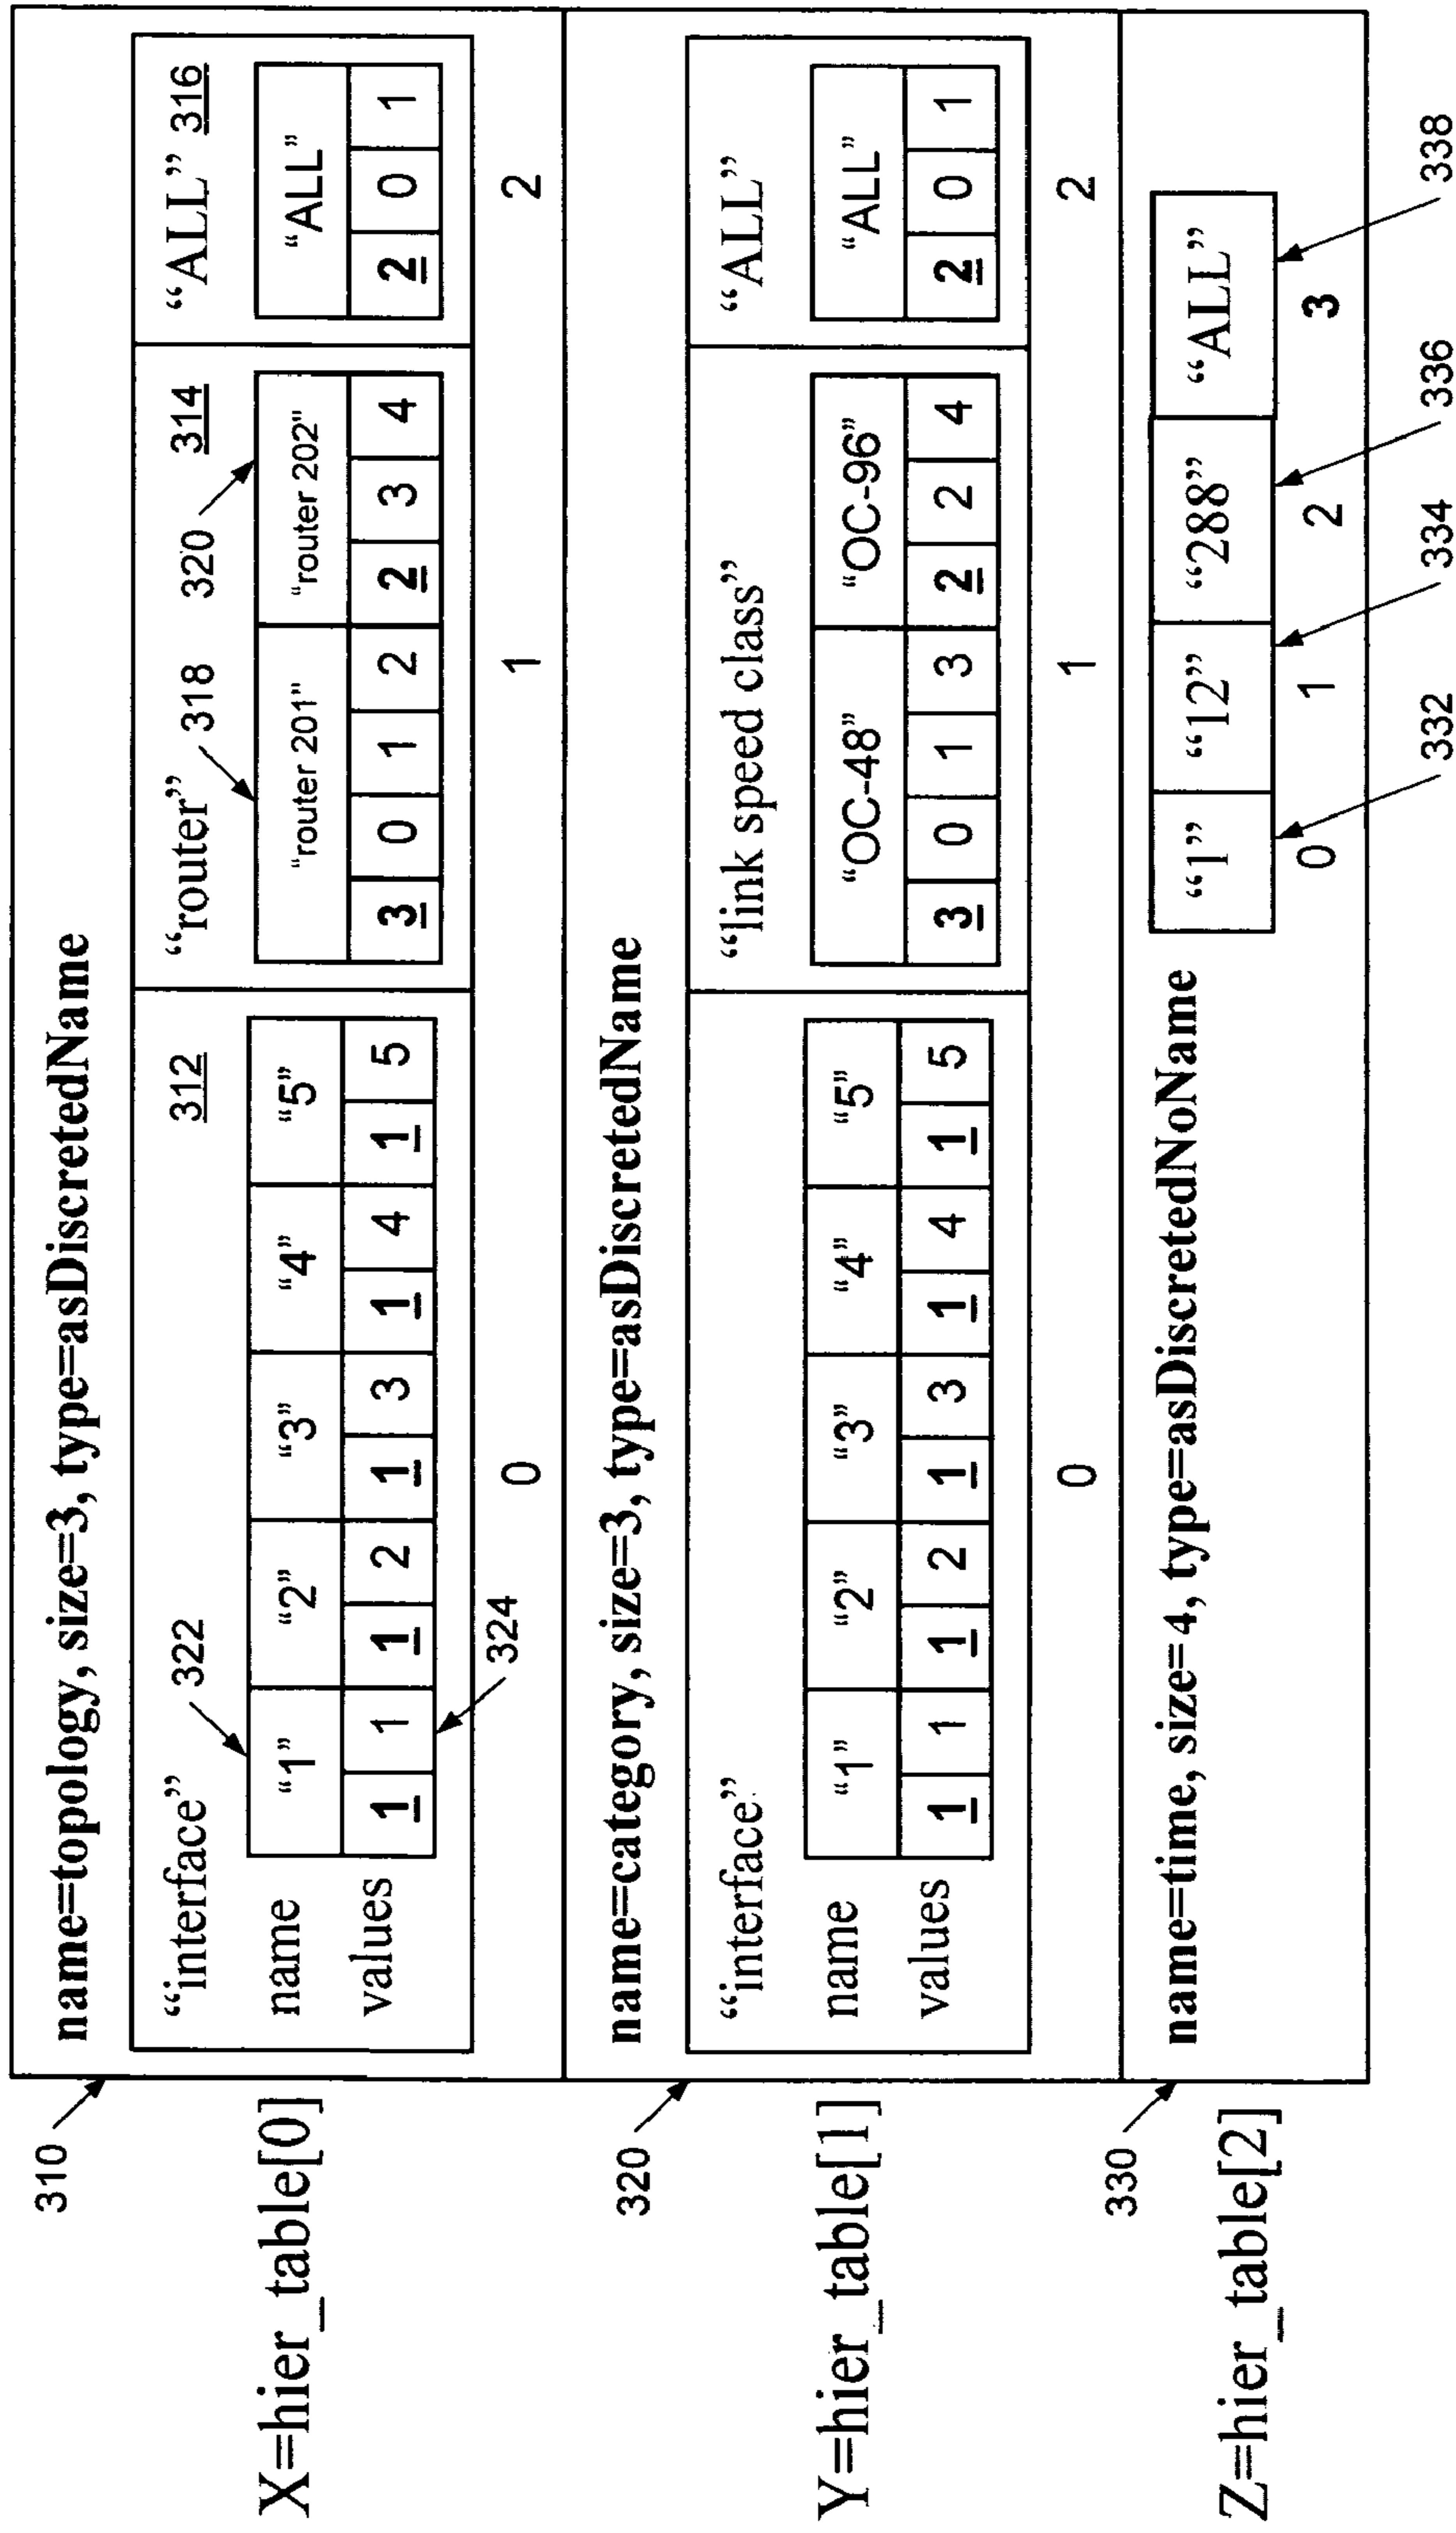 310
X=hier_table[0]
name=topology, size=3, type=asDiscretedName
“interface” 322 312 “router” 318 320 314 “ALL” 316
name “1” “2” “3” “4” “5” “router 201” “router 202” “ALL”
values 1 1 1 2 1 3 1 4 1 5 3 0 1 2 2 3 4 2 0 1
324
0 1 2
320
Y=hier_table[1]
name=category, size=3, type=asDiscretedName
“interface” “link speed class” “ALL”
name “1” “2” “3” “4” “5” “OC-48” “OC-96” “ALL”
values 1 1 1 2 1 3 1 4 1 5 3 0 1 3 2 2 4 2 0 1
0 1 2
330
Z=hier_table[2]
name=time, size=4, type=asDiscretedNoName “1” “12” “288” “ALL”
0 1 2 3
332 334 336 338